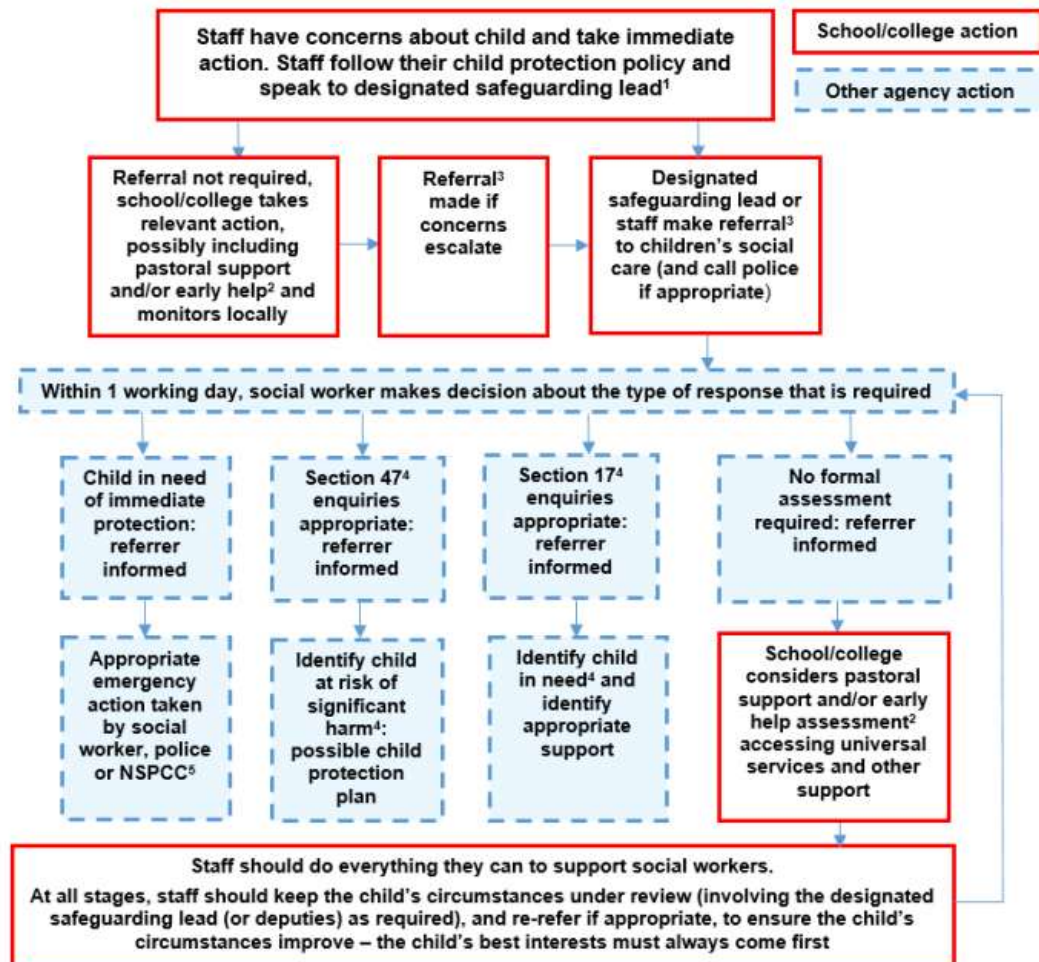 Staff have concerns about child and take immediate
action. Staff follow their child protection policy and
speak to designated safeguarding lead¹
School/college action
Other agency action
Referral not required,
school/college takes
relevant action,
possibly including
pastoral support
and/or early help² and
monitors locally
Referral³
made if
concerns
escalate
Designated
safeguarding lead or
staff make referral³
to children’s social
care (and call police
if appropriate)
Within 1 working day, social worker makes decision about the type of response that is required
Child in need
of immediate
protection:
referrer
informed
Section 47⁴
enquiries
appropriate:
referrer
informed
Section 17⁴
enquiries
appropriate:
referrer
informed
No formal
assessment
required: referrer
informed
Appropriate
emergency
action taken
by social
worker, police
or NSPCC⁵
Identify child
at risk of
significant
harm⁴:
possible child
protection
plan
Identify child
in need⁴ and
identify
appropriate
support
School/college
considers pastoral
support and/or early
help assessment²
accessing universal
services and other
support
Staff should do everything they can to support social workers.
At all stages, staff should keep the child’s circumstances under review (involving the designated
safeguarding lead (or deputies) as required), and re-refer if appropriate, to ensure the child’s
circumstances improve – the child’s best interests must always come first